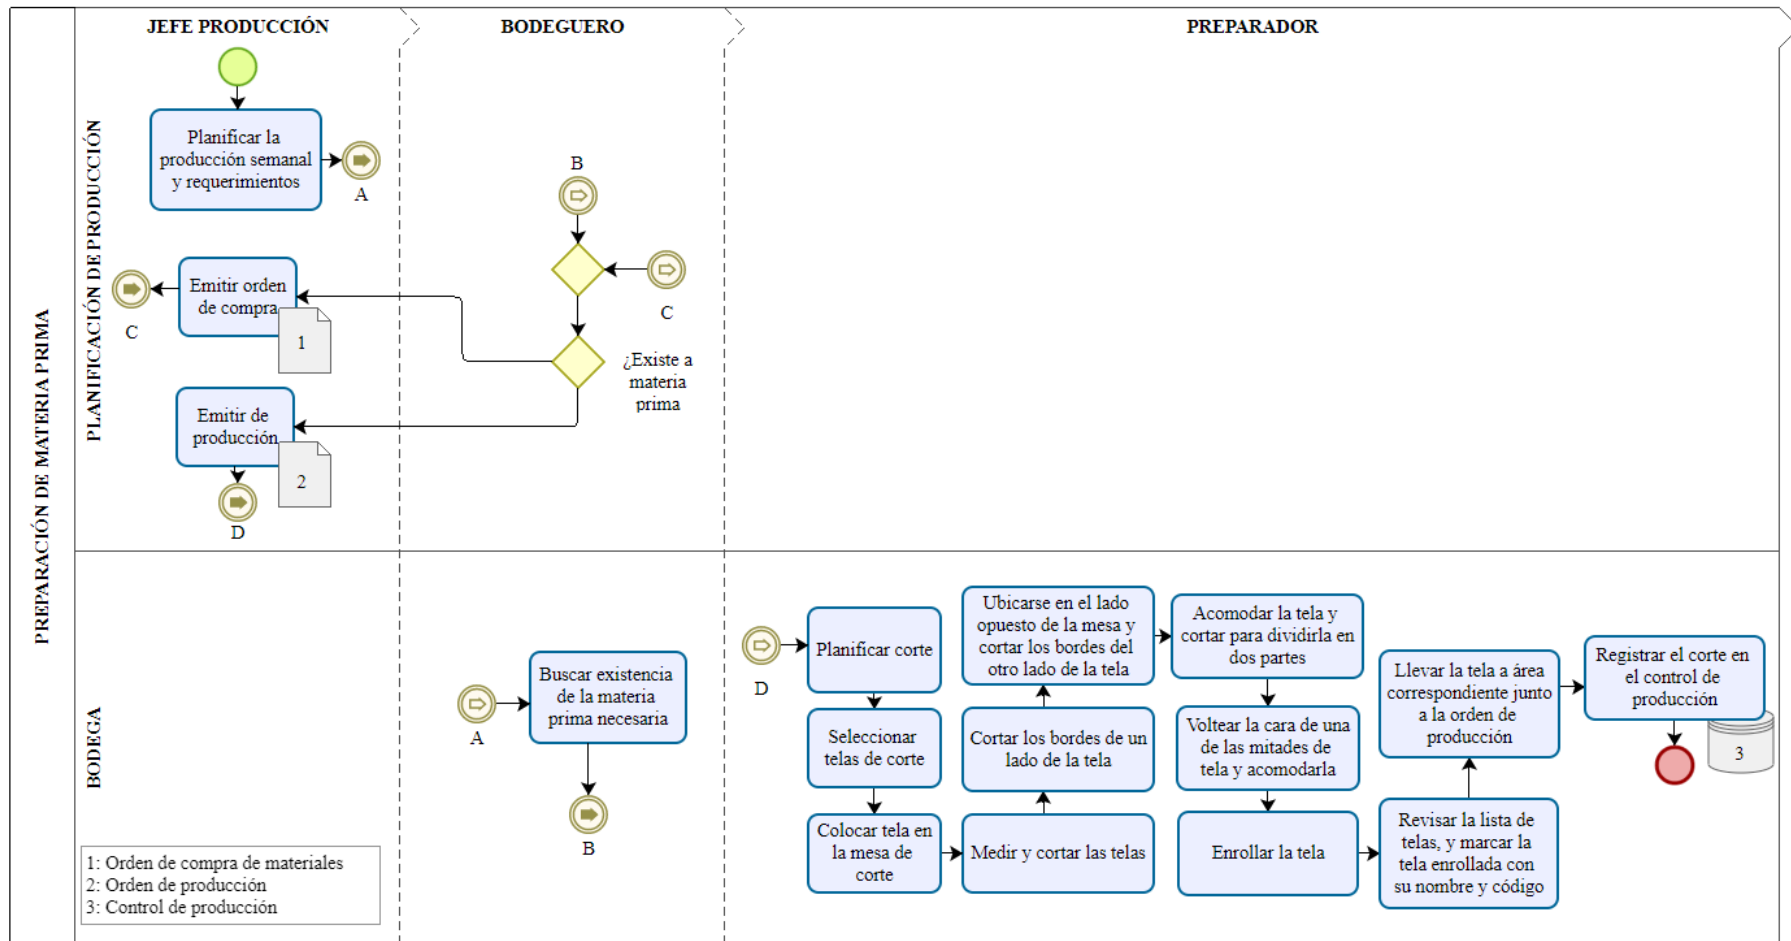 JEFE PRODUCCIÓN
BODEGUERO
PREPARADOR
PREPARACIÓN DE MATERIA PRIMA
PLANIFICACIÓN DE PRODUCCIÓN
Planificar la
producción semanal
y requerimientos
A
B
Emitir orden
de compra
1
C
C
¿Existe a
materia
prima
Emitir de
producción
2
D
BODEGA
A
Buscar existencia
de la materia
prima necesaria
B
D
Planificar corte
Seleccionar
telas de corte
Colocar tela en
la mesa de
corte
Medir y cortar las telas
Cortar los bordes de un
lado de la tela
Ubicarse en el lado
opuesto de la mesa y
cortar los bordes del
otro lado de la tela
Acomodar la tela y
cortar para dividirla en
dos partes
Voltear la cara de una
de las mitades de
tela y acomodarla
Enrollar la tela
Revisar la lista de
telas, y marcar la
tela enrollada con
su nombre y código
Llevar la tela a área
correspondiente junto
a la orden de
producción
Registrar el corte en
el control de
producción
3
1: Orden de compra de materiales
2: Orden de producción
3: Control de producción